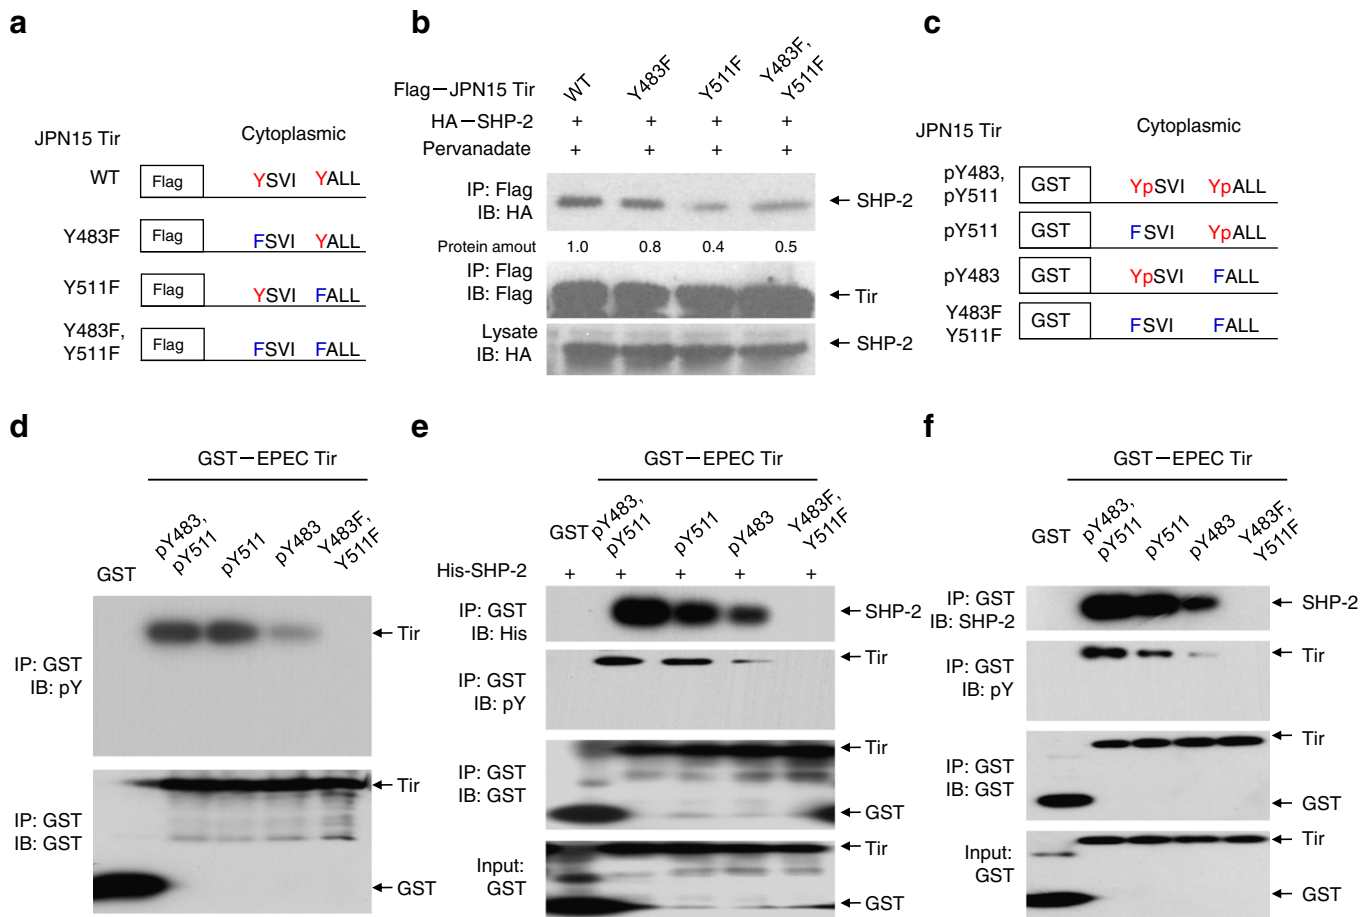 a
JPN15 Tir
Cytoplasmic
WT
Flag
YSVI YALL
Y483F
Flag
FSVI YALL
Y511F
Flag
YSVI FALL
Y483F,
Y511F
Flag
FSVI FALL
b
Flag—JPN15 Tir
WT
Y483F
Y511F
Y483F,
Y511F
HA—SHP-2 + + + +
Pervanadate + + + +
IP: Flag
IB: HA
SHP-2
Protein amout 1.0 0.8 0.4 0.5
IP: Flag
IB: Flag
Tir
Lysate
IB: HA
SHP-2
c
JPN15 Tir
Cytoplasmic
pY483,
pY511
GST
YpSVI YpALL
pY511
GST
FSVI YpALL
pY483
GST
YpSVI FALL
Y483F
Y511F
GST
FSVI FALL
d
GST—EPEC Tir
GST
pY483,
pY511
pY511
pY483
Y483F,
Y511F
IP: GST
IB: pY
Tir
IP: GST
IB: GST
Tir
GST
e
GST—EPEC Tir
GST
pY483,
pY511
pY511
pY483
Y483F,
Y511F
His-SHP-2 + + + + +
IP: GST
IB: His
SHP-2
IP: GST
IB: pY
Tir
IP: GST
IB: GST
Tir
GST
Input:
GST
Tir
GST
f
GST—EPEC Tir
GST
pY483,
pY511
pY511
pY483
Y483F,
Y511F
IP: GST
IB: SHP-2
SHP-2
IP: GST
IB: pY
Tir
IP: GST
IB: GST
Tir
GST
Input:
GST
Tir
GST